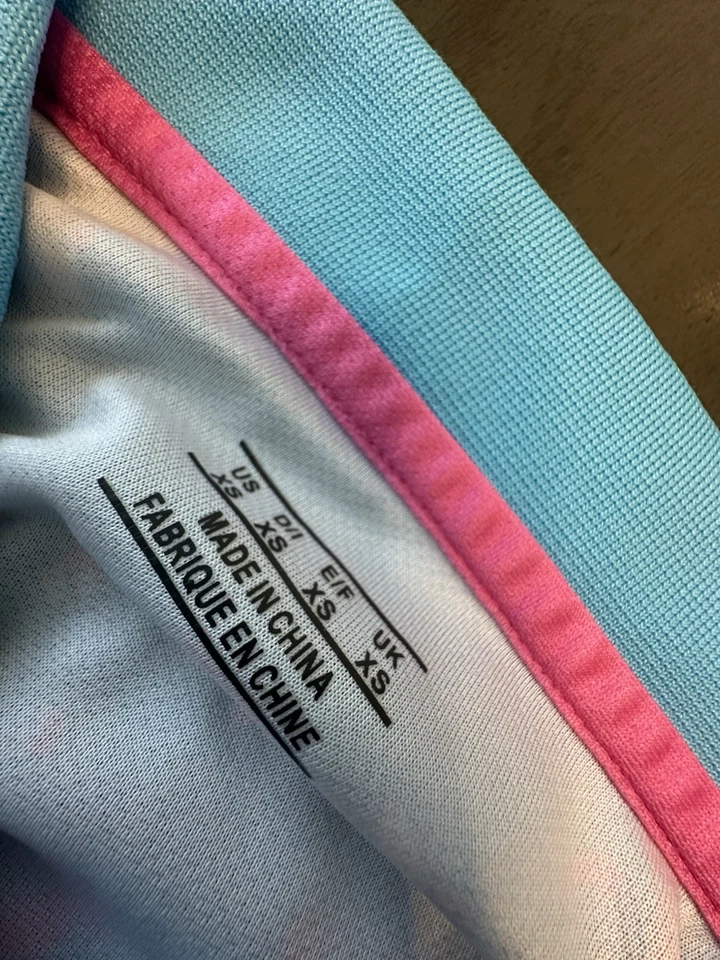 US D/I E/F UK
XS XS XS XS
MADE IN CHINA
FABRIQUE EN CHINE